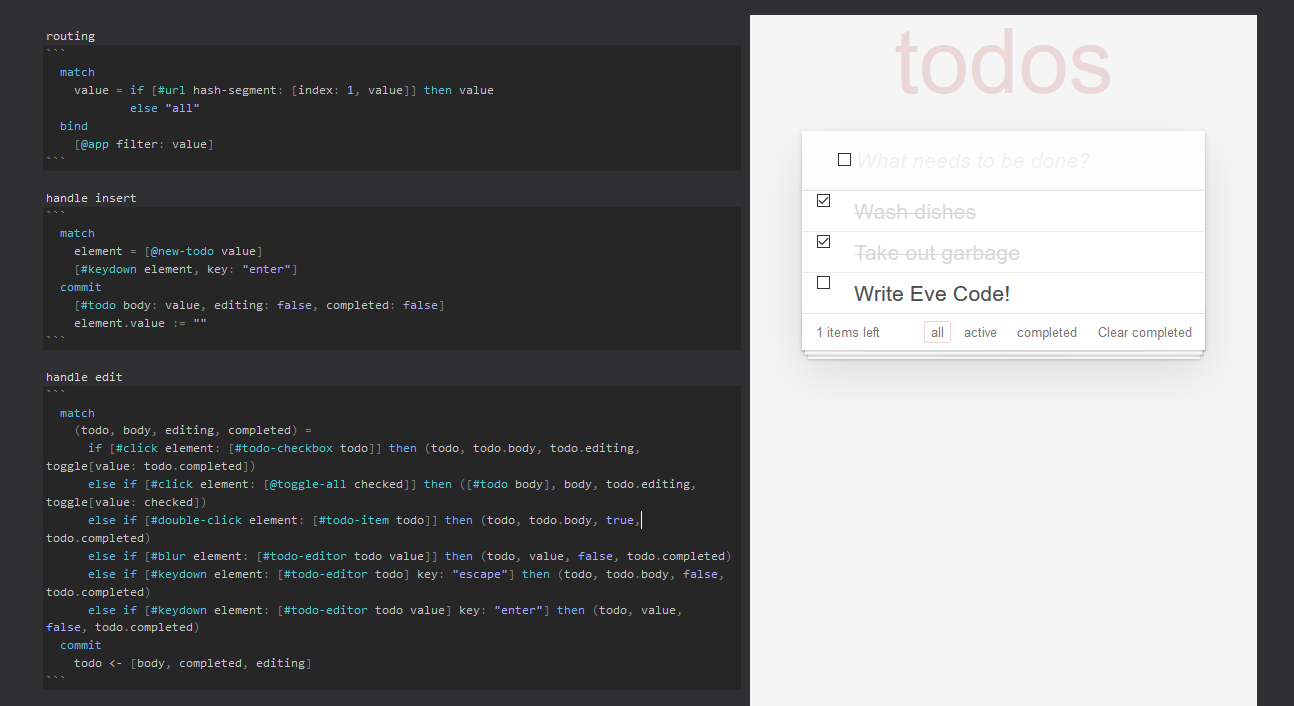 routing
```
match
value = if [#url hash-segment: [index: 1, value]] then value
else "all"
bind
[@app filter: value]
```
handle insert
```
match
element = [@new-todo value]
[#keydown element, key: "enter"]
commit
[#todo body: value, editing: false, completed: false]
element.value := ""
```
handle edit
```
match
(todo, body, editing, completed) =
if [#click element: [#todo-checkbox todo]] then (todo, todo.body, todo.editing,
toggle[value: todo.completed])
else if [#click element: [@toggle-all checked]] then ([#todo body], body, todo.editing,
toggle[value: checked])
else if [#double-click element: [#todo-item todo]] then (todo, todo.body, true,
todo.completed)
else if [#blur element: [#todo-editor todo value]] then (todo, value, false, todo.completed)
else if [#keydown element: [#todo-editor todo] key: "escape"] then (todo, todo.body, false,
todo.completed)
else if [#keydown element: [#todo-editor todo value] key: "enter"] then (todo, value,
false, todo.completed)
commit
todo <- [body, completed, editing]
```
todos
What needs to be done?
Wash dishes
Take out garbage
Write Eve Code!
1 items left all active completed Clear completed